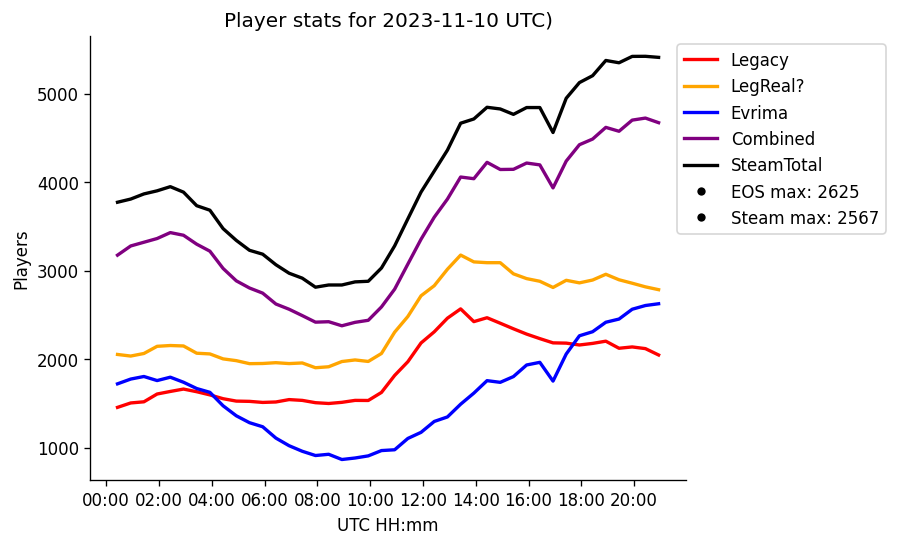 Player stats for 2023-11-10 UTC)
Players
5000
4000
3000
2000
1000
00:00 02:00 04:00 06:00 08:00 10:00 12:00 14:00 16:00 18:00 20:00
UTC HH:mm
Legacy
LegReal?
Evrima
Combined
SteamTotal
EOS max: 2625
Steam max: 2567